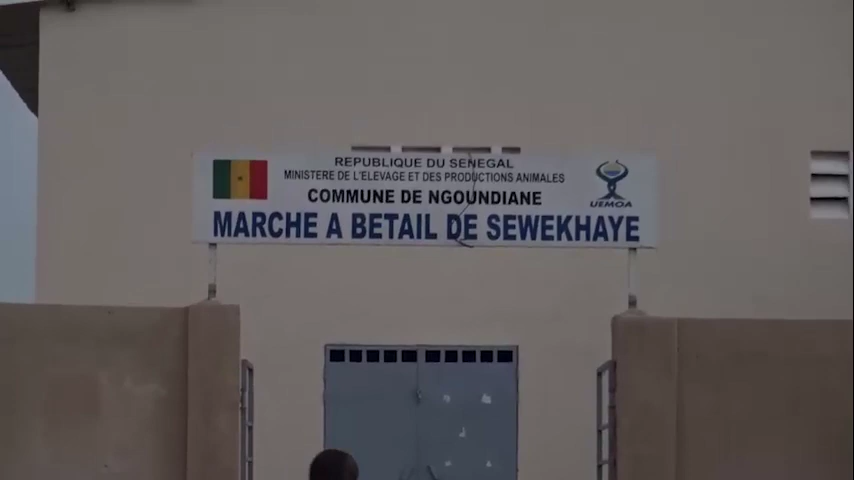 REPUBLIQUE DU SENEGAL
MINISTERE DE L'ELEVAGE ET DES PRODUCTIONS ANIMALES
COMMUNE DE NGOUNDIANE
UEMOA
MARCHE A BETAIL DE SEWEKHAYE